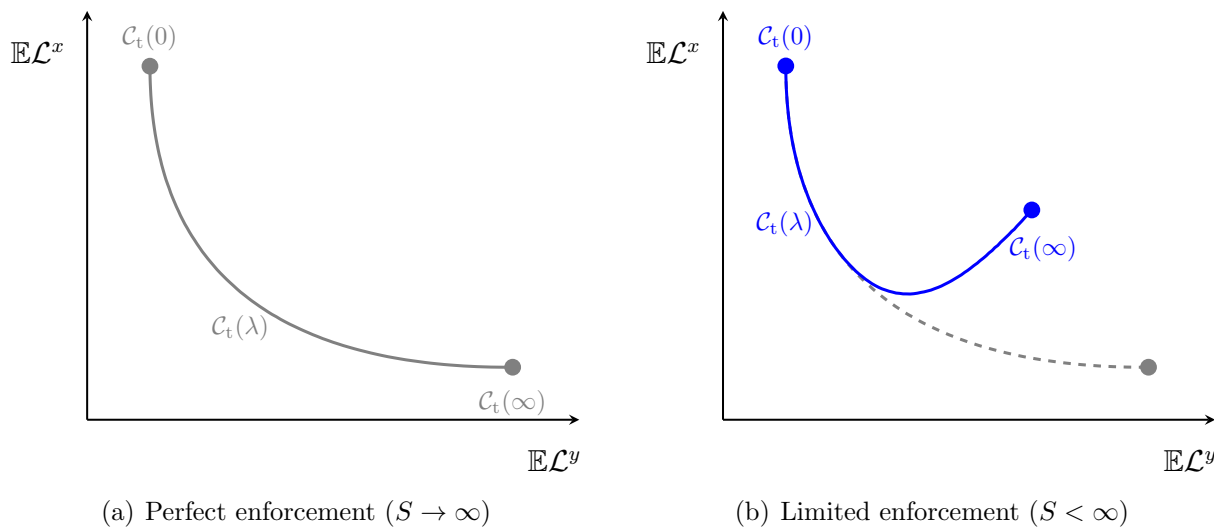 𝔼ℒ^x
𝒞_t(0)
𝒞_t(λ)
𝒞_t(∞)
𝔼ℒ^y
(a) Perfect enforcement (S → ∞)
𝔼ℒ^x
𝒞_t(0)
𝒞_t(λ)
𝒞_t(∞)
𝔼ℒ^y
(b) Limited enforcement (S < ∞)